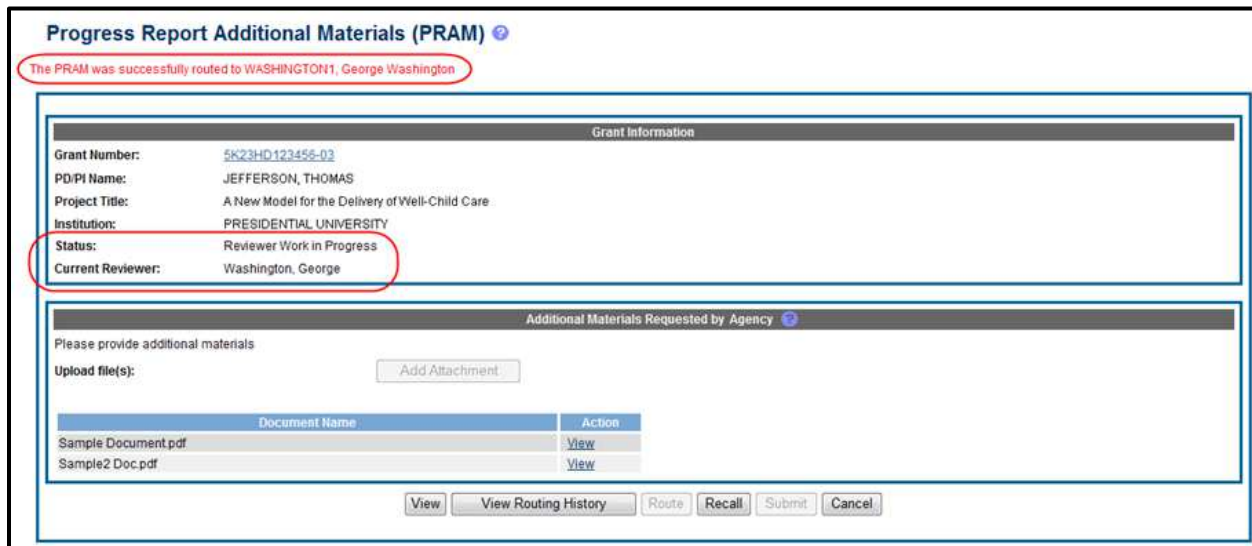 Progress Report Additional Materials (PRAM) ?
The PRAM was successfully routed to WASHINGTON1, George Washington
Grant Information
Grant Number: 5K23HD123456-03
PD/PI Name: JEFFERSON, THOMAS
Project Title: A New Model for the Delivery of Well-Child Care
Institution: PRESIDENTIAL UNIVERSITY
Status: Reviewer Work in Progress
Current Reviewer: Washington, George
Additional Materials Requested by Agency ?
Please provide additional materials
Upload file(s): Add Attachment
Document Name Action
Sample Document.pdf View
Sample2 Doc.pdf View
View View Routing History Route Recall Submit Cancel